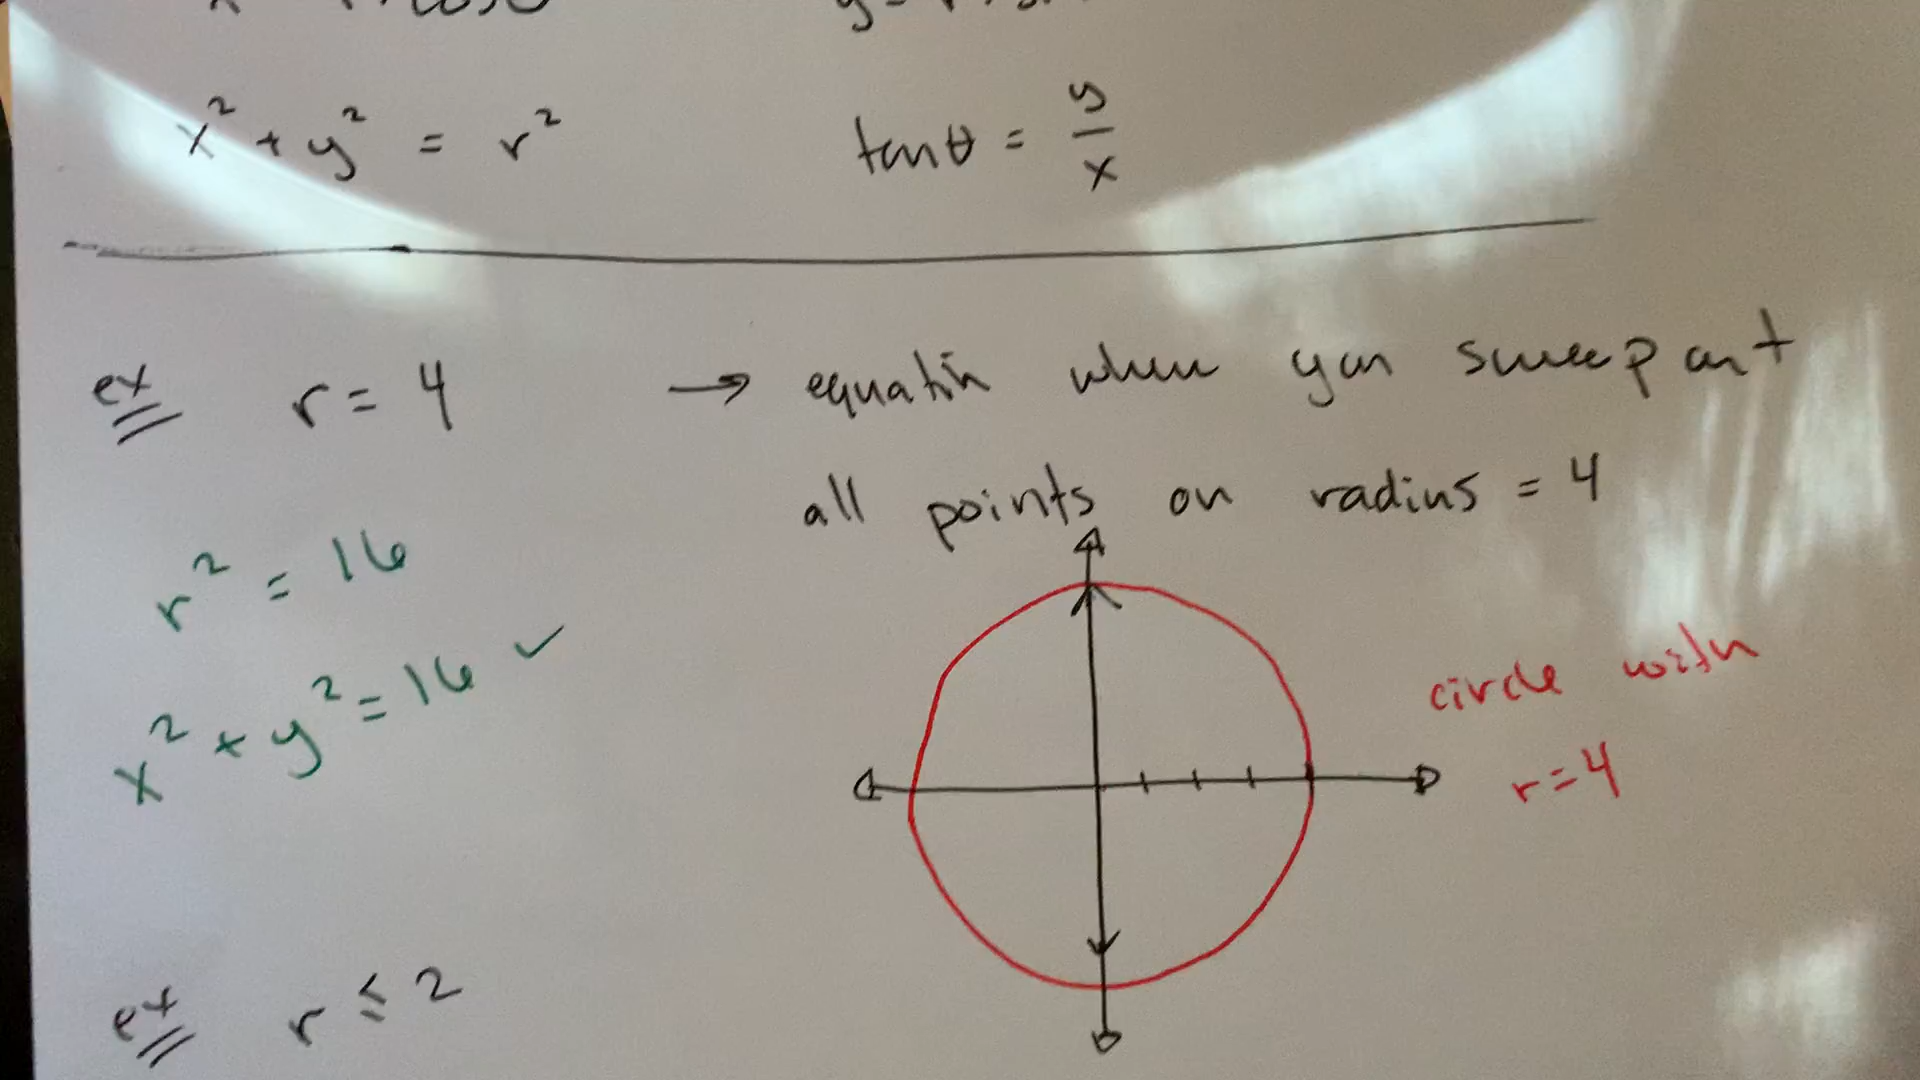 x² + y² = r²
tanθ = y/x
ex r = 4 → equation when you sweep out
all points on radius = 4
r² = 16
x² + y² = 16 ✓
circle with
r = 4
ex r ≤ 2